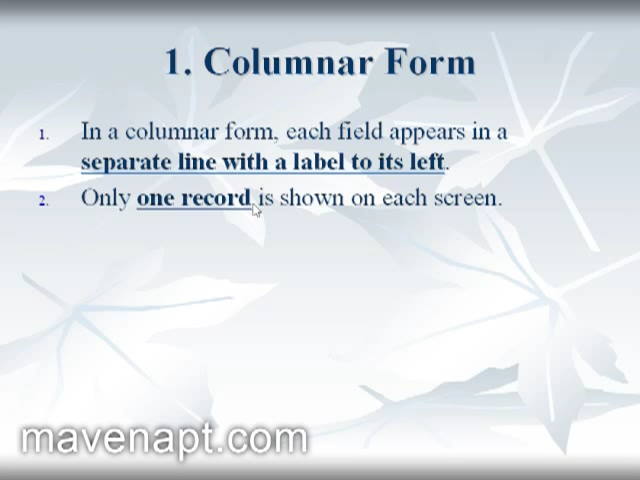 1. Columnar Form
1. In a columnar form, each field appears in a
separate line with a label to its left.
2. Only one record is shown on each screen.
mavenapt.com